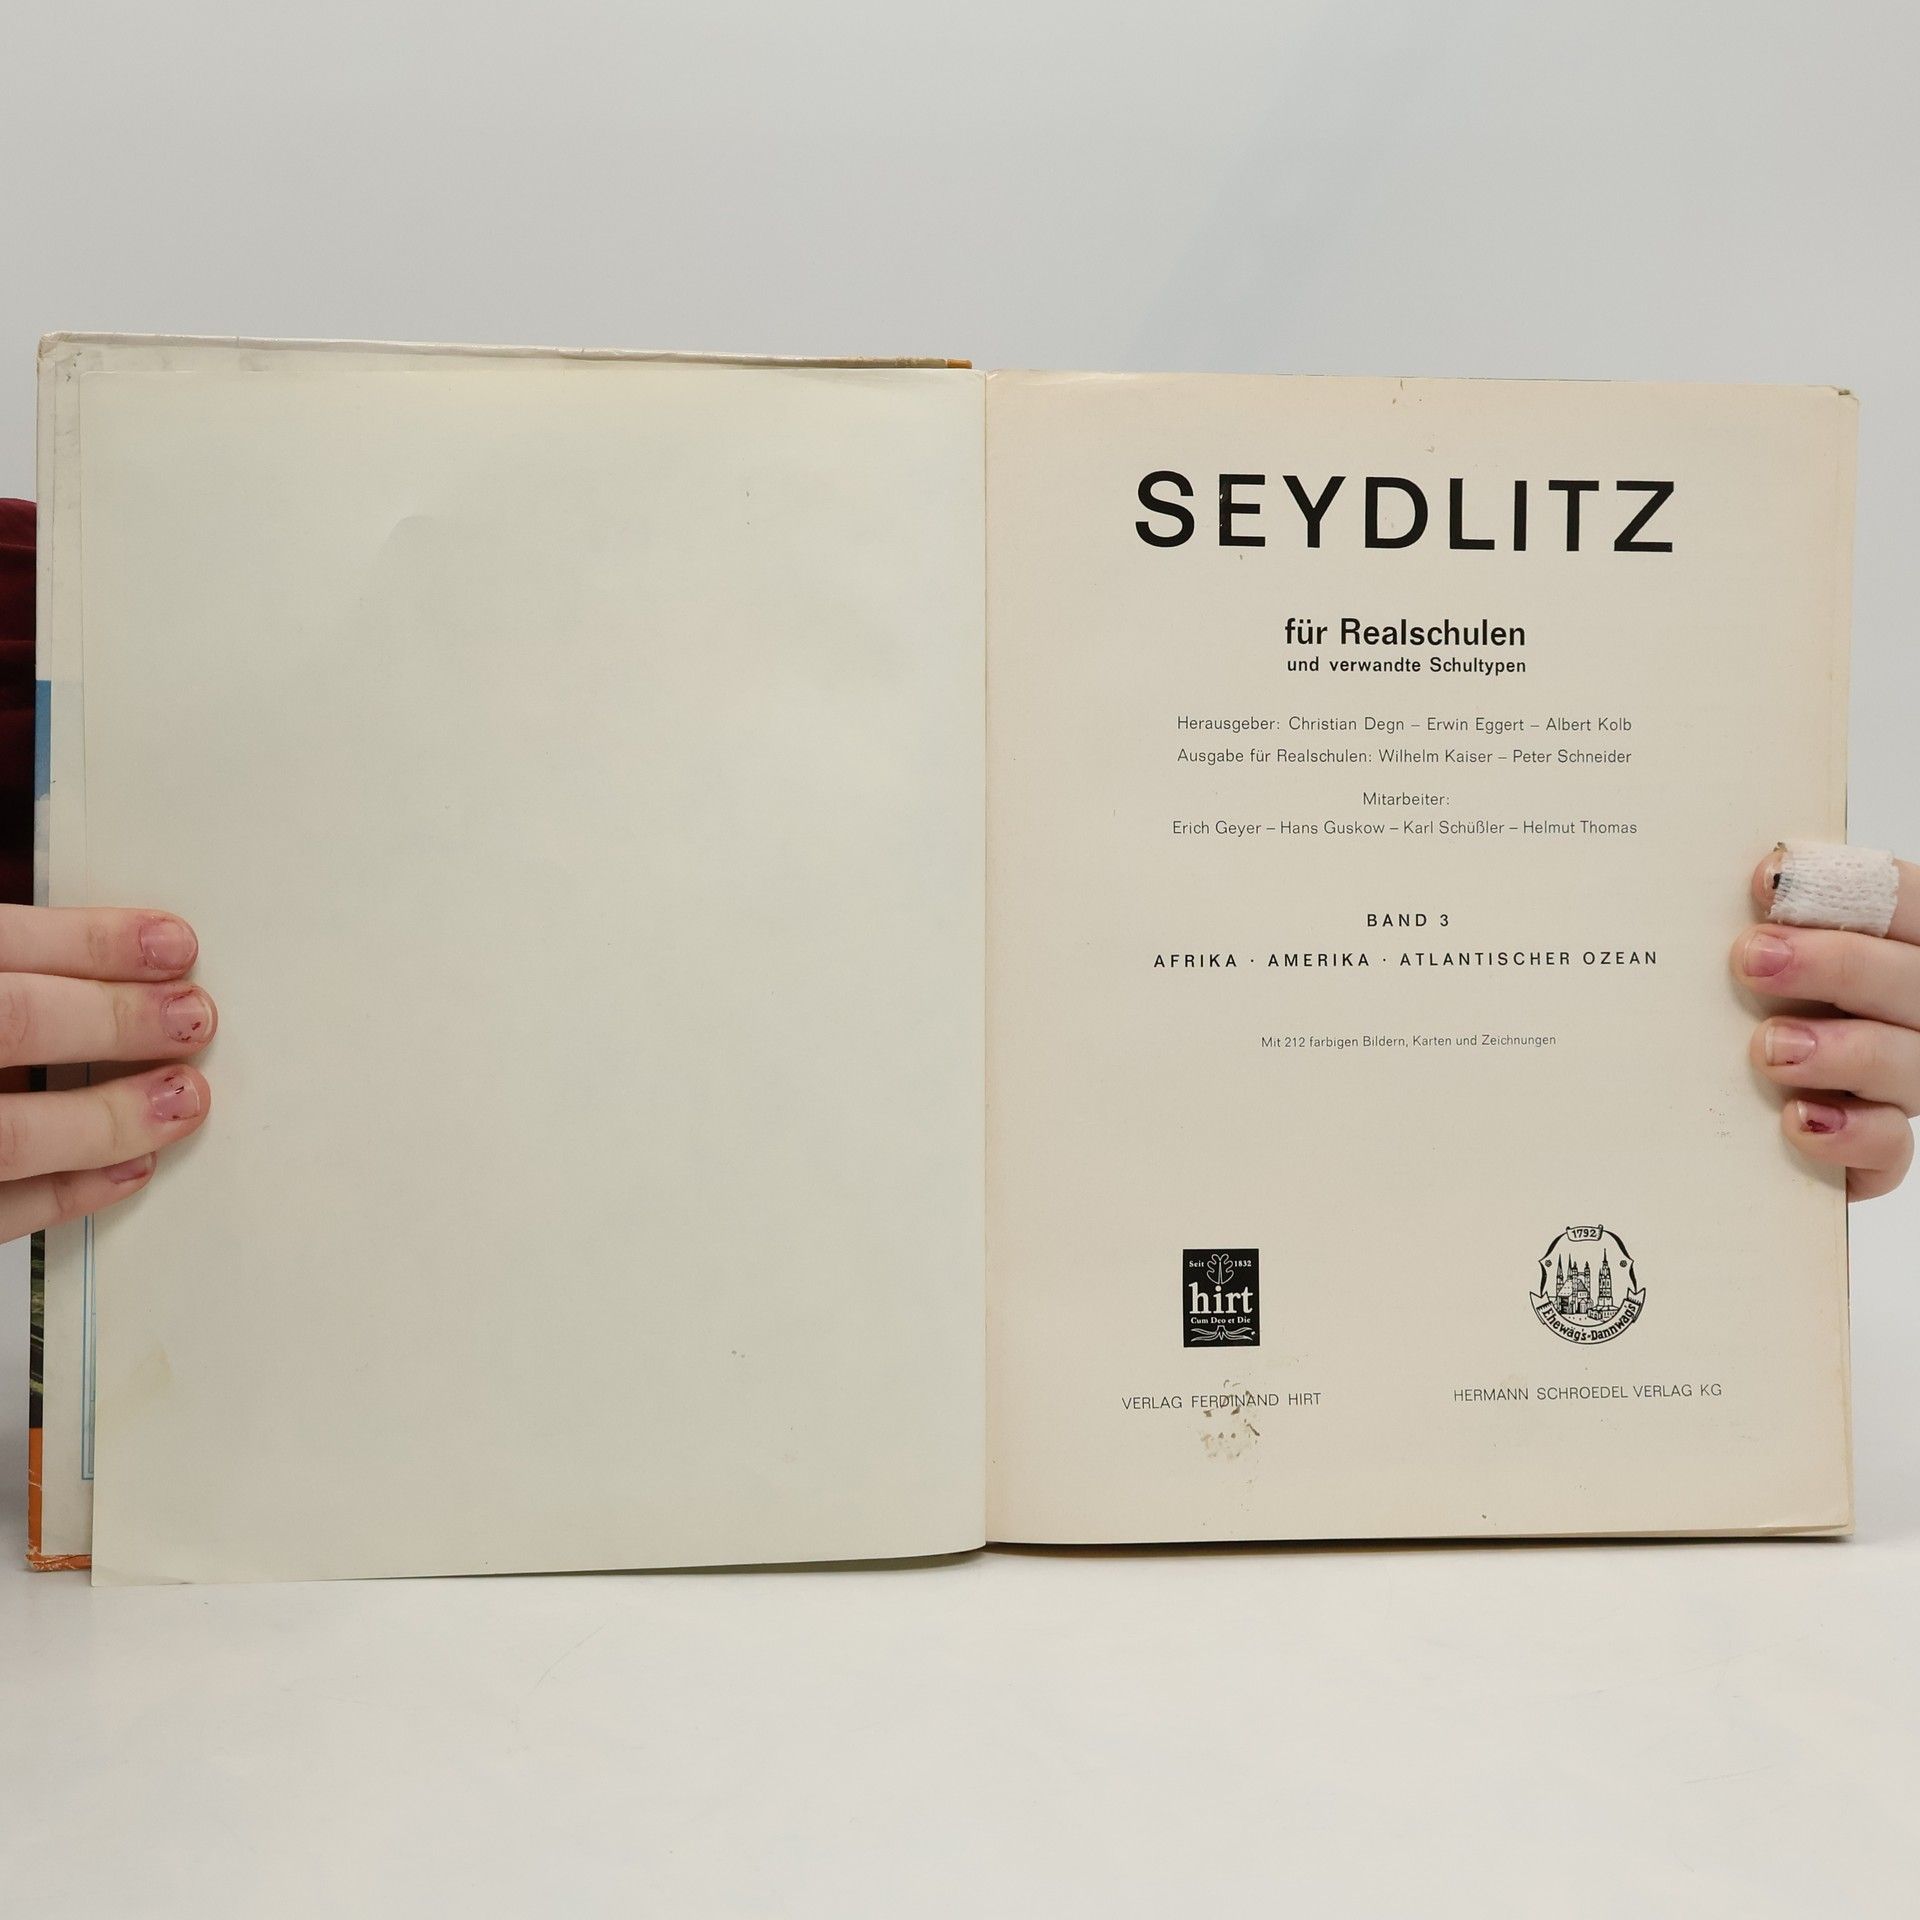 SEYDLITZ
für Realschulen
und verwandte Schultypen
Herausgeber: Christian Degn – Erwin Eggert – Albert Kolb
Ausgabe für Realschulen: Wilhelm Kaiser – Peter Schneider
Mitarbeiter:
Erich Geyer – Hans Guskow – Karl Schüßler – Helmut Thomas
BAND 3
AFRIKA · AMERIKA · ATLANTISCHER OZEAN
Mit 212 farbigen Bildern, Karten und Zeichnungen
Seit 1832
hirt
Cum Deo et Die
VERLAG FERDINAND HIRT
1792
Ehewäg's-Dannwäg's
HERMANN SCHROEDEL VERLAG KG